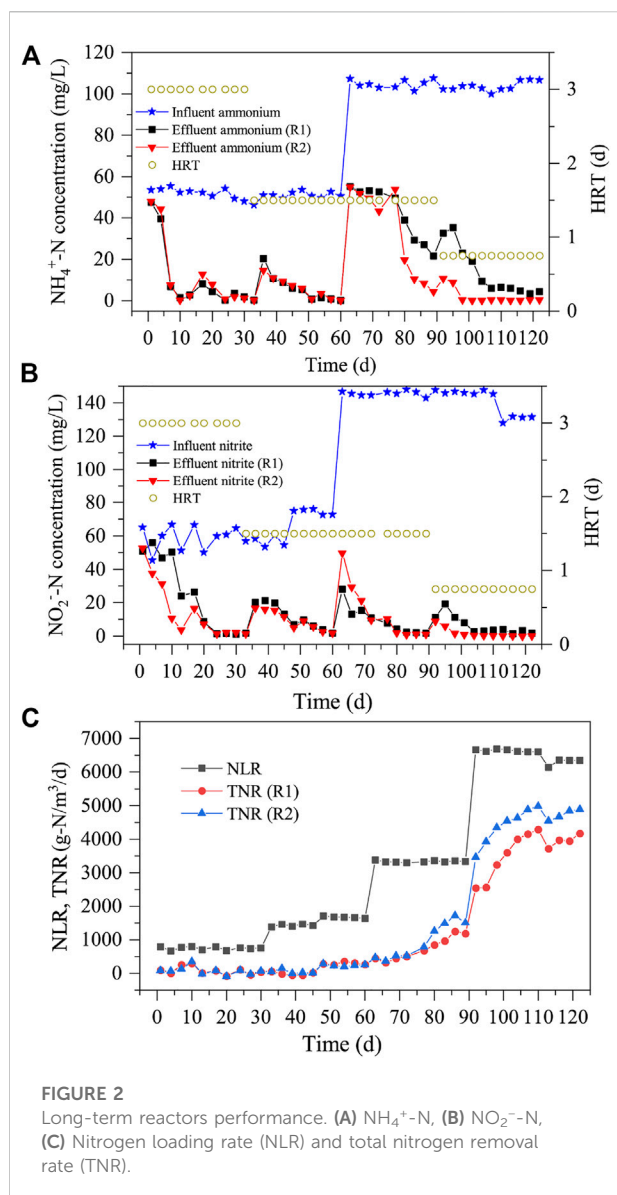 A
NH₄⁺-N concentration (mg/L)
120
100
80
60
40
20
0
Influent ammonium
Effluent ammonium (R1)
Effluent ammonium (R2)
HRT
3
2
1
0
HRT (d)
0 10 20 30 40 50 60 70 80 90 100 110 120
Time (d)
B
NO₂⁻-N concentration (mg/L)
140
120
100
80
60
40
20
0
Influent nitrite
Effluent nitrite (R1)
Effluent nitrite (R2)
HRT
3
2
1
0
HRT (d)
0 10 20 30 40 50 60 70 80 90 100 110 120
Time (d)
C
NLR, TNR (g-N/m³/d)
7000
6000
5000
4000
3000
2000
1000
0
NLR
TNR (R1)
TNR (R2)
0 10 20 30 40 50 60 70 80 90 100 110 120
Time (d)
FIGURE 2
Long-term reactors performance. (A) NH₄⁺-N, (B) NO₂⁻-N,
(C) Nitrogen loading rate (NLR) and total nitrogen removal
rate (TNR).